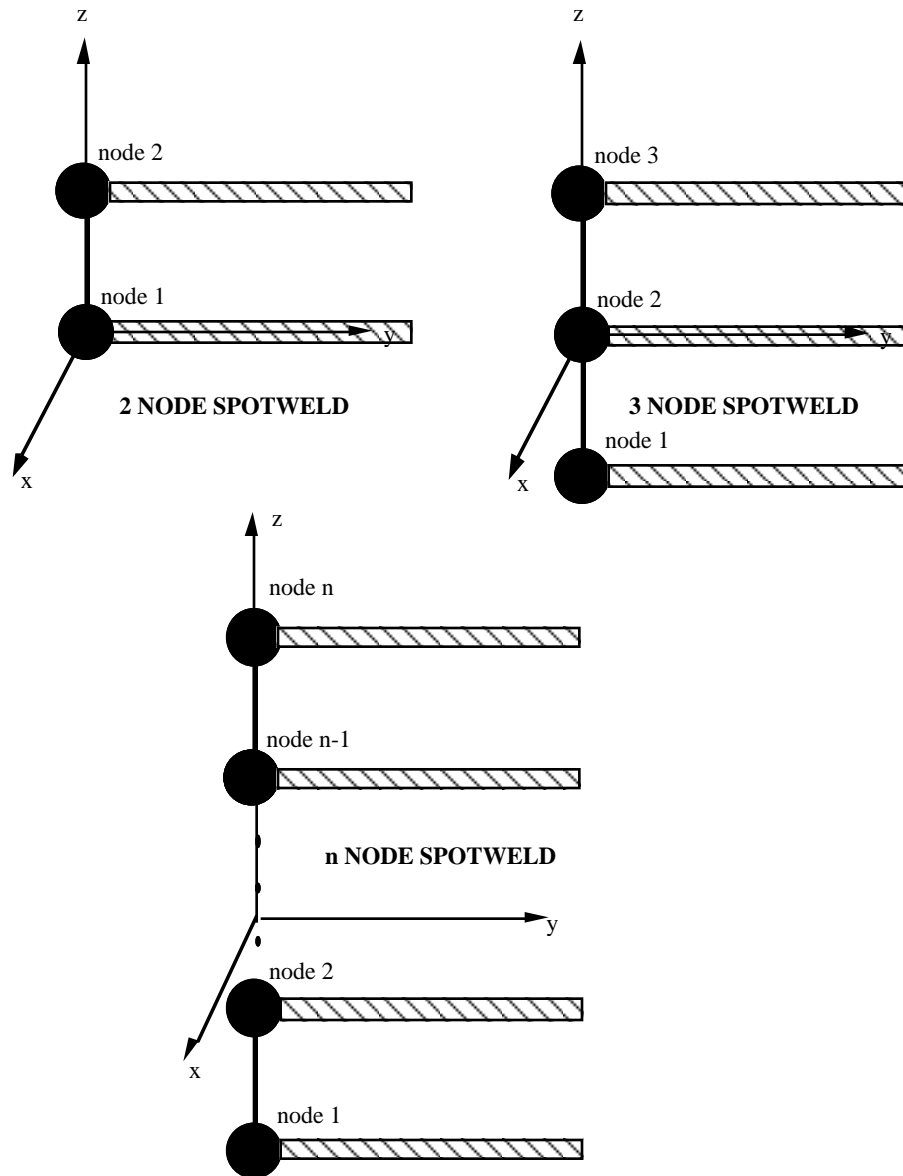 z
node 2
node 1
y
2 NODE SPOTWELD
x
z
node 3
node 2
y
3 NODE SPOTWELD
node 1
x
z
node n
node n-1
n NODE SPOTWELD
y
node 2
x
node 1